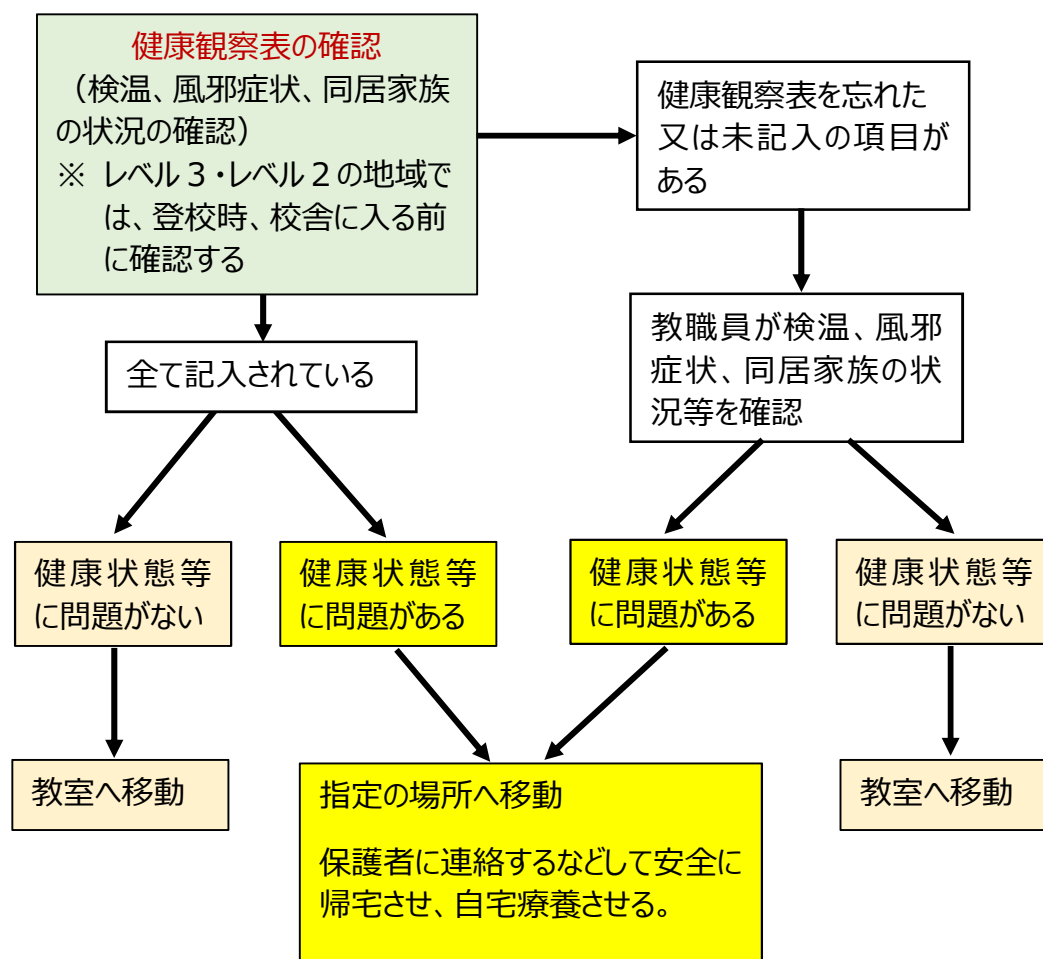 健康観察表の確認
（検温、風邪症状、同居家族
の状況の確認）
※ レベル３・レベル２の地域で
は、登校時、校舎に入る前
に確認する
健康観察表を忘れた
又は未記入の項目が
ある
全て記入されている
教職員が検温、風邪
症状、同居家族の状
況等を確認
健康状態等
に問題がない
健康状態等
に問題がある
健康状態等
に問題がある
健康状態等
に問題がない
教室へ移動
指定の場所へ移動
保護者に連絡するなどして安全に
帰宅させ、自宅療養させる。
教室へ移動